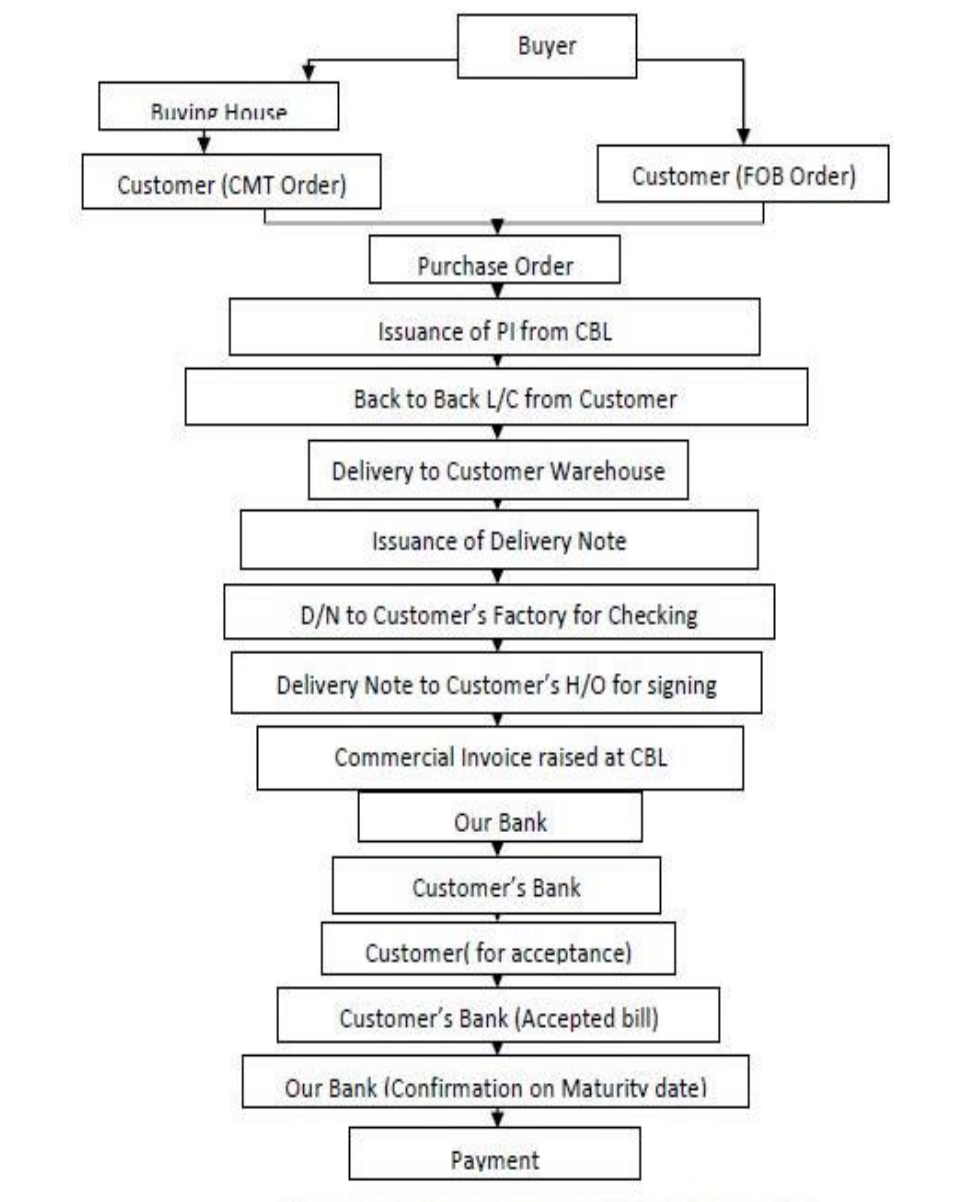 Buyer
Buying House
Customer (CMT Order)
Customer (FOB Order)
Purchase Order
Issuance of PI from CBL
Back to Back L/C from Customer
Delivery to Customer Warehouse
Issuance of Delivery Note
D/N to Customer’s Factory for Checking
Delivery Note to Customer’s H/O for signing
Commercial Invoice raised at CBL
Our Bank
Customer’s Bank
Customer( for acceptance)
Customer’s Bank (Accepted bill)
Our Bank (Confirmation on Maturity date)
Payment